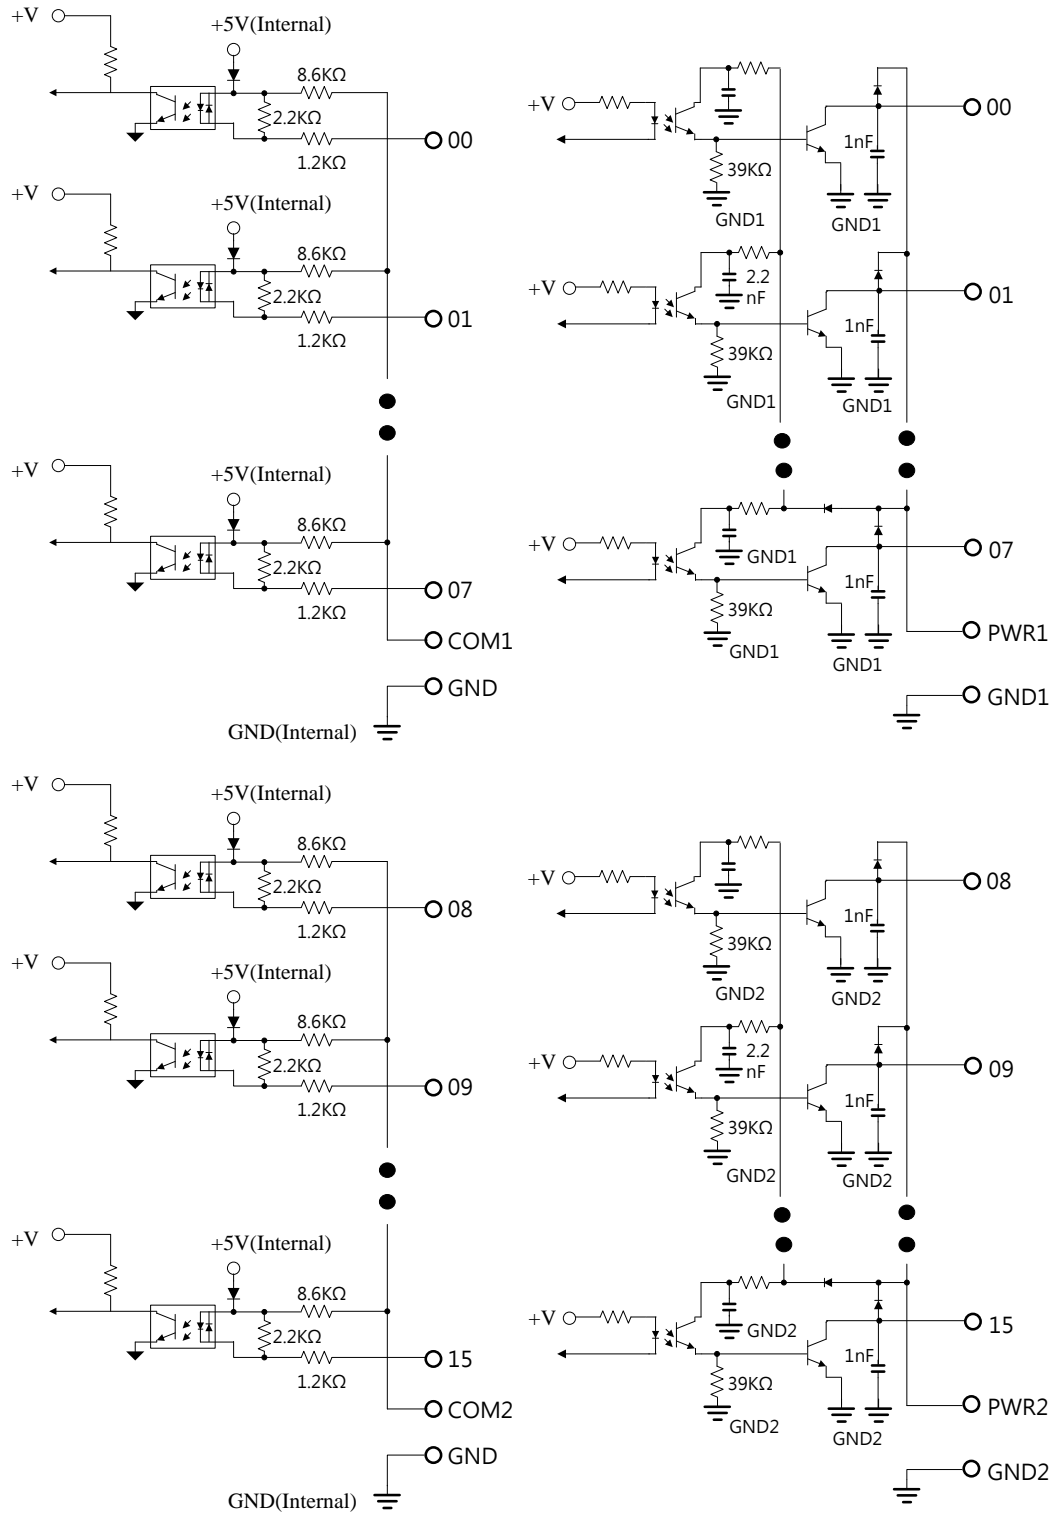 +V
+5V(Internal)
8.6KΩ
2.2KΩ
00
1.2KΩ
+V
+5V(Internal)
8.6KΩ
2.2KΩ
01
1.2KΩ
+V
+5V(Internal)
8.6KΩ
2.2KΩ
07
1.2KΩ
COM1
GND
GND(Internal)
+V
00
1nF
39KΩ
GND1
GND1
+V
2.2
nF
01
1nF
39KΩ
GND1
GND1
+V
GND1
07
1nF
39KΩ
GND1
GND1
PWR1
GND1
+V
+5V(Internal)
8.6KΩ
2.2KΩ
08
1.2KΩ
+V
+5V(Internal)
8.6KΩ
2.2KΩ
09
1.2KΩ
+V
+5V(Internal)
8.6KΩ
2.2KΩ
15
1.2KΩ
COM2
GND
GND(Internal)
+V
08
1nF
39KΩ
GND2
GND2
+V
2.2
nF
09
1nF
39KΩ
GND2
GND2
+V
GND2
15
1nF
39KΩ
GND2
GND2
PWR2
GND2